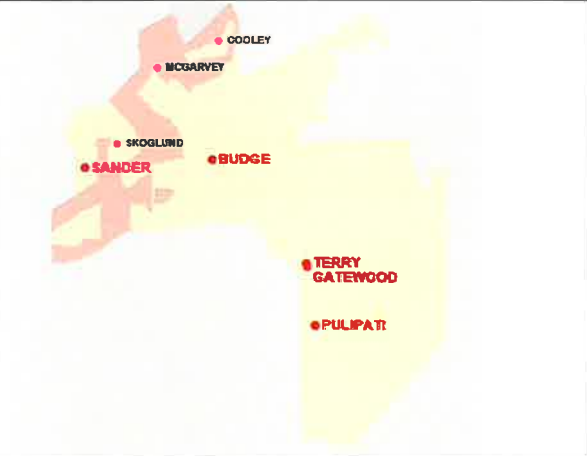 COOLEY
MCGARVEY
SKOGLUND
SANDER
BUDGE
TERRY
GATEWOOD
PULIPATI